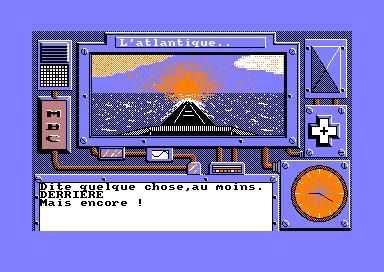 L'atlantique..
MBC
Dite quelque chose,au moins.
DERRIERE
Mais encore !